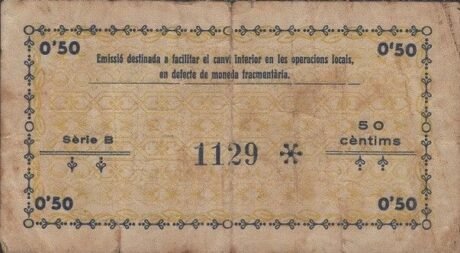 0'50 0'50
Emissió destinada a facilitar el canvi interior en les operacions locals,
en defecte de moneda fraccmentària.
Sèrie B 1129 * 50
cèntims
0'50 0'50